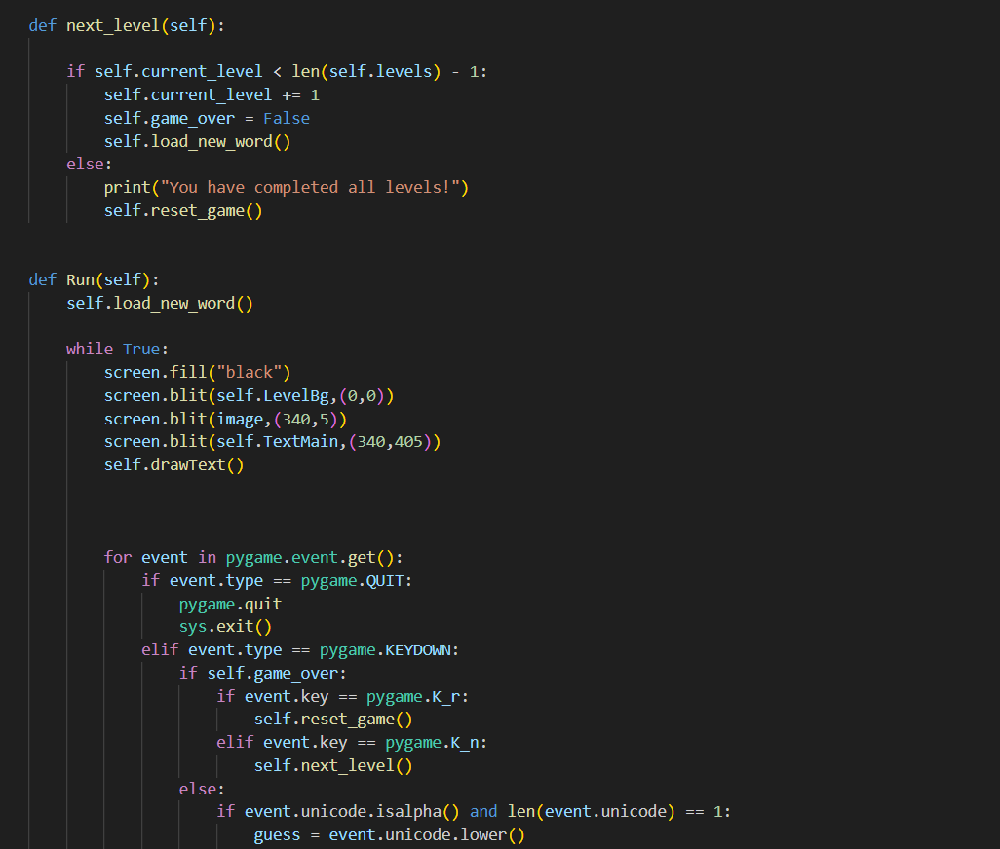 def next_level(self):
if self.current_level < len(self.levels) - 1:
self.current_level += 1
self.game_over = False
self.load_new_word()
else:
print("You have completed all levels!")
self.reset_game()
def Run(self):
self.load_new_word()
while True:
screen.fill("black")
screen.blit(self.LevelBg,(0,0))
screen.blit(image,(340,5))
screen.blit(self.TextMain,(340,405))
self.drawText()
for event in pygame.event.get():
if event.type == pygame.QUIT:
pygame.quit
sys.exit()
elif event.type == pygame.KEYDOWN:
if self.game_over:
if event.key == pygame.K_r:
self.reset_game()
elif event.key == pygame.K_n:
self.next_level()
else:
if event.unicode.isalpha() and len(event.unicode) == 1:
guess = event.unicode.lower()